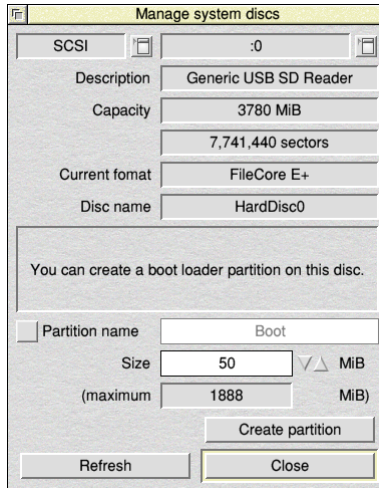 Manage system discs
SCSI :0
Description Generic USB SD Reader
Capacity 3780 MiB
7,741,440 sectors
Current fomat FileCore E+
Disc name HardDisc0
You can create a boot loader partition on this disc.
Partition name Boot
Size 50 MiB
(maximum 1888 MiB)
Create partition
Refresh Close